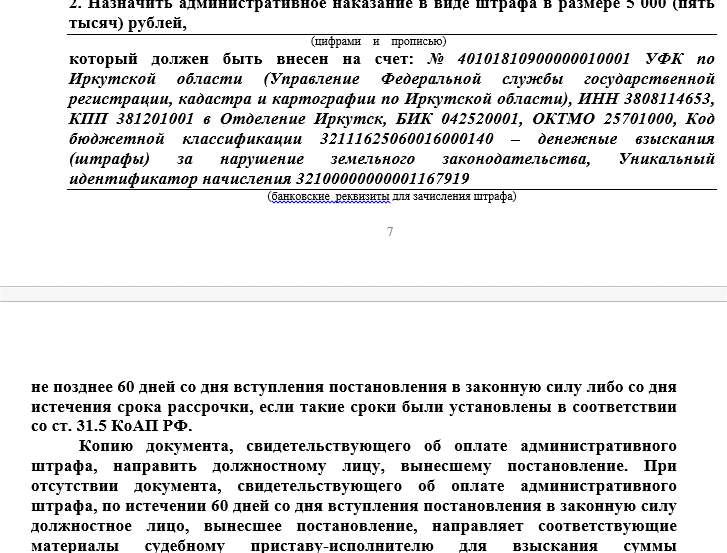 2. Назначить административное наказание в виде штрафа в размере 5 000 (пять
тысяч) рублей,
(цифрами и прописью)
который должен быть внесен на счет: № 40101810900000010001 УФК по
Иркутской области (Управление Федеральной службы государственной
регистрации, кадастра и картографии по Иркутской области), ИНН 3808114653,
КПП 381201001 в Отделение Иркутск, БИК 042520001, ОКТМО 25701000, Код
бюджетной классификации 32111625060016000140 – денежные взыскания
(штрафы) за нарушение земельного законодательства, Уникальный
идентификатор начисления 32100000000001167919
(банковские реквизиты для зачисления штрафа)
7
не позднее 60 дней со дня вступления постановления в законную силу либо со дня
истечения срока рассрочки, если такие сроки были установлены в соответствии
со ст. 31.5 КоАП РФ.
Копию документа, свидетельствующего об оплате административного
штрафа, направить должностному лицу, вынесшему постановление. При
отсутствии документа, свидетельствующего об оплате административного
штрафа, по истечении 60 дней со дня вступления постановления в законную силу
должностное лицо, вынесшее постановление, направляет соответствующие
материалы судебному приставу-исполнителю для взыскания суммы